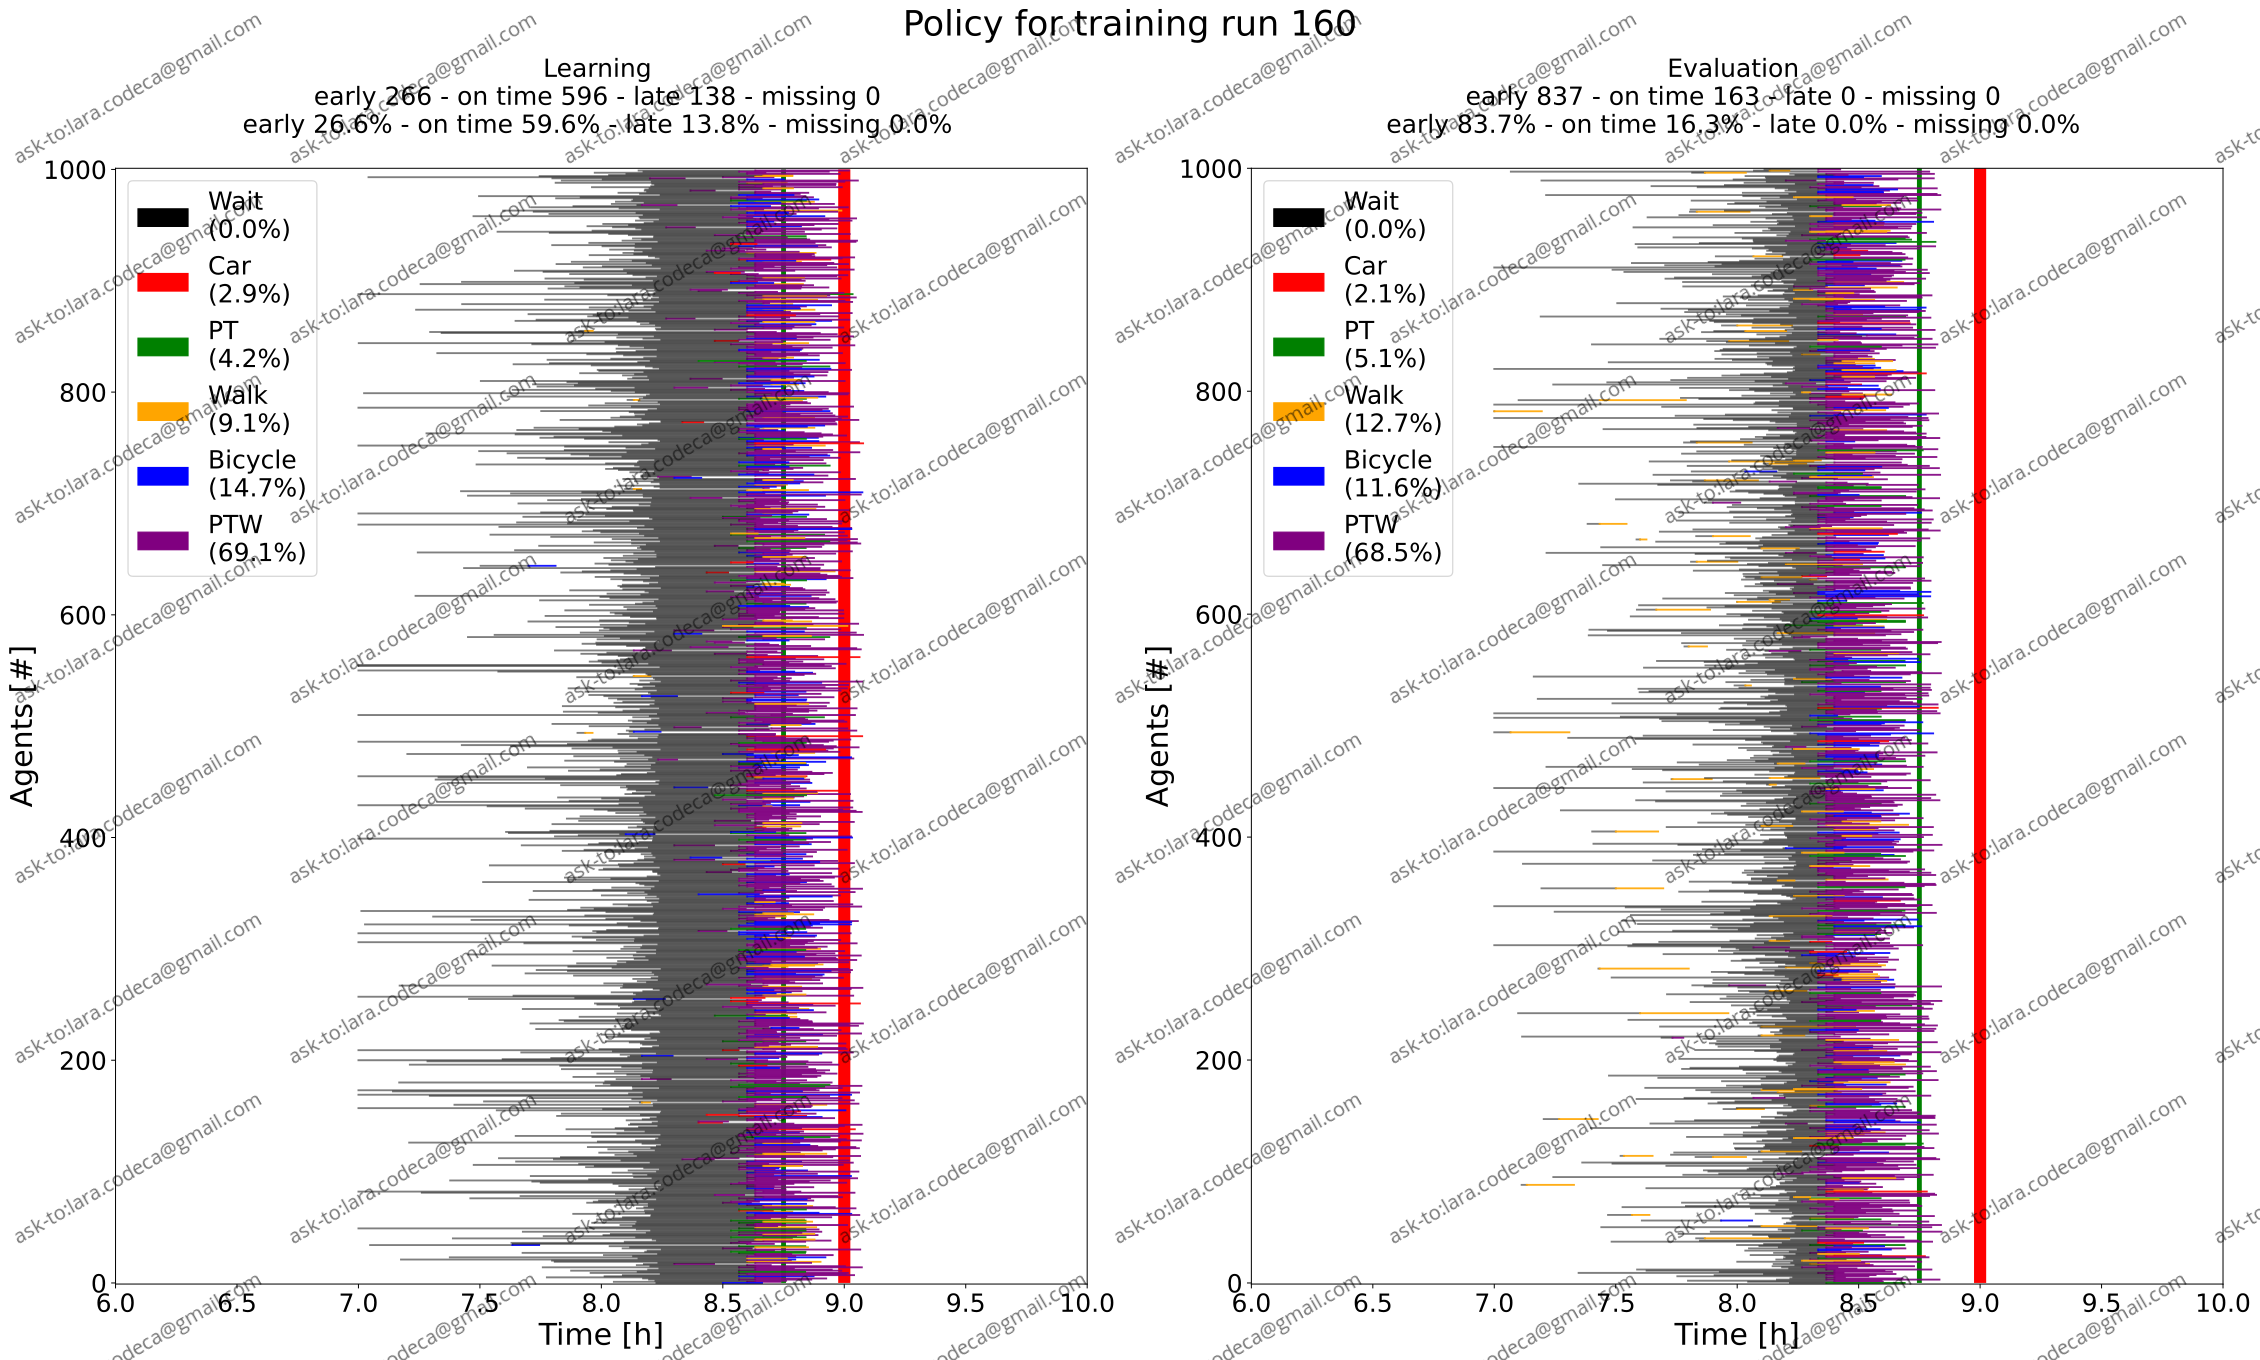 Policy for training run 160
Learning
early 266 - on time 596 - late 138 - missing 0
early 26.6% - on time 59.6% - late 13.8% - missing 0.0%
Evaluation
early 837 - on time 163 - late 0 - missing 0
early 83.7% - on time 16.3% - late 0.0% - missing 0.0%
Agents [#]
1000
800
600
400
200
0
Wait
(0.0%)
Car
(2.9%)
PT
(4.2%)
Walk
(9.1%)
Bicycle
(14.7%)
PTW
(69.1%)
6.0 6.5 7.0 7.5 8.0 8.5 9.0 9.5 10.0
Time [h]
Agents [#]
1000
800
600
400
200
0
Wait
(0.0%)
Car
(2.1%)
PT
(5.1%)
Walk
(12.7%)
Bicycle
(11.6%)
PTW
(68.5%)
6.0 6.5 7.0 7.5 8.0 8.5 9.0 9.5 10.0
Time [h]
ask-to:lara.codeca@gmail.com